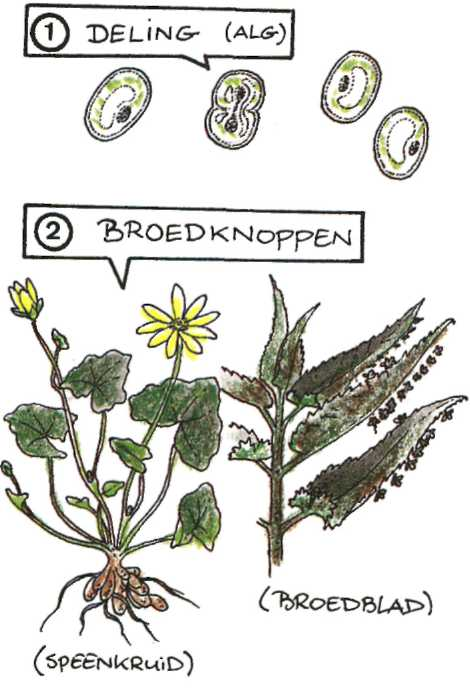 1 DELING (ALG)
2 BROEDKNOPPEN
(BROEDBLAD)
(SPEENKRUID)